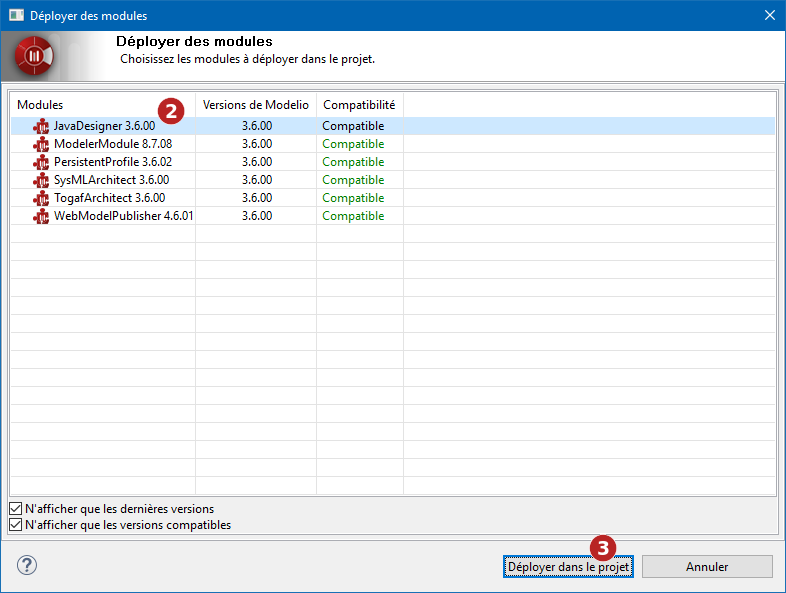 Déployer des modules
Déployer des modules
Choisissez les modules à déployer dans le projet.
Modules 2 Versions de Modelio Compatibilité
JavaDesigner 3.6.00 3.6.00 Compatible
ModelerModule 8.7.08 3.6.00 Compatible
PersistentProfile 3.6.02 3.6.00 Compatible
SysMLArchitect 3.6.00 3.6.00 Compatible
TogafArchitect 3.6.00 3.6.00 Compatible
WebModelPublisher 4.6.01 3.6.00 Compatible
N'afficher que les dernières versions
N'afficher que les versions compatibles
3
? Déployer dans le projet Annuler